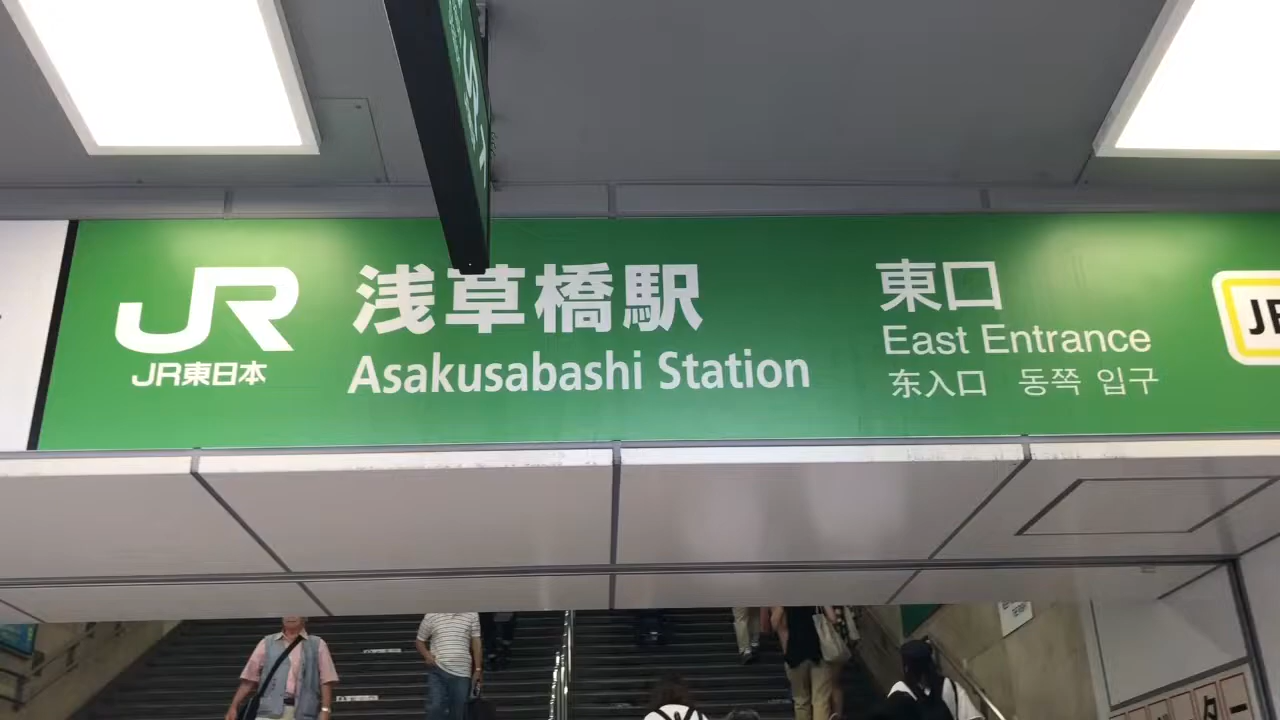 JR
JR東日本
浅草橋駅
Asakusabashi Station
東口
East Entrance
东入口 동쪽 입구